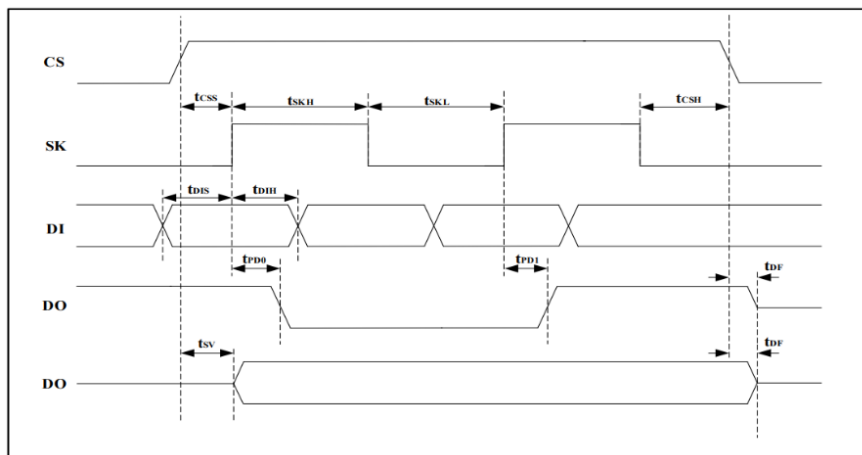 CS
tCSS tSKH tSKL tCSH
SK
tDIS tDIH
DI
tPD0 tPD1
tDF
DO
tSV tDF
DO